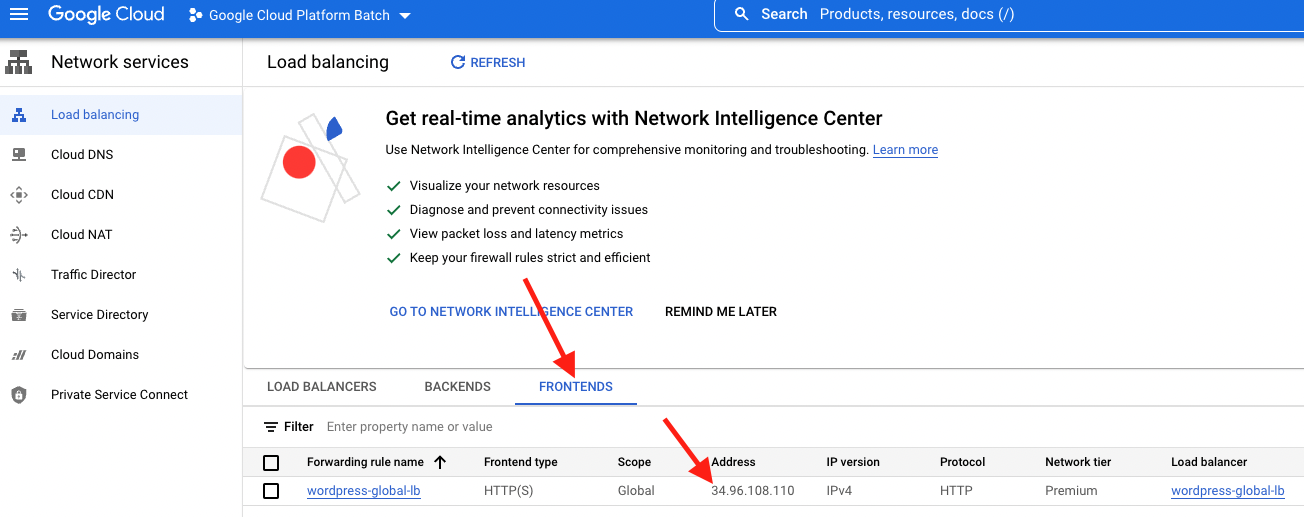 Google Cloud Google Cloud Platform Batch Search Products, resources, docs (/)
Network services
Load balancing
Cloud DNS
Cloud CDN
Cloud NAT
Traffic Director
Service Directory
Cloud Domains
Private Service Connect
Load balancing REFRESH
Get real-time analytics with Network Intelligence Center
Use Network Intelligence Center for comprehensive monitoring and troubleshooting. Learn more
Visualize your network resources
Diagnose and prevent connectivity issues
View packet loss and latency metrics
Keep your firewall rules strict and efficient
GO TO NETWORK INTELLIGENCE CENTER REMIND ME LATER
LOAD BALANCERS BACKENDS FRONTENDS
Filter Enter property name or value
Forwarding rule name Frontend type Scope Address IP version Protocol Network tier Load balancer
wordpress-global-lb HTTP(S) Global 34.96.108.110 IPv4 HTTP Premium wordpress-global-lb